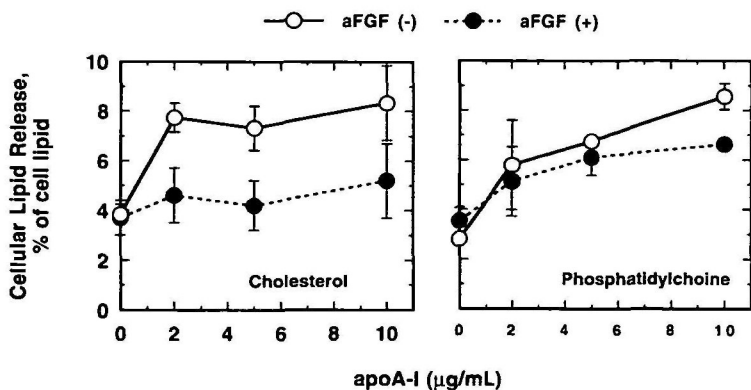 aFGF (-) aFGF (+)
Cellular Lipid Release,
% of cell lipid
10
8
6
4
2
0
Cholesterol
Phosphatidylchoine
0 2 4 6 8 10
0 2 4 6 8 10
apoA-I (μg/mL)